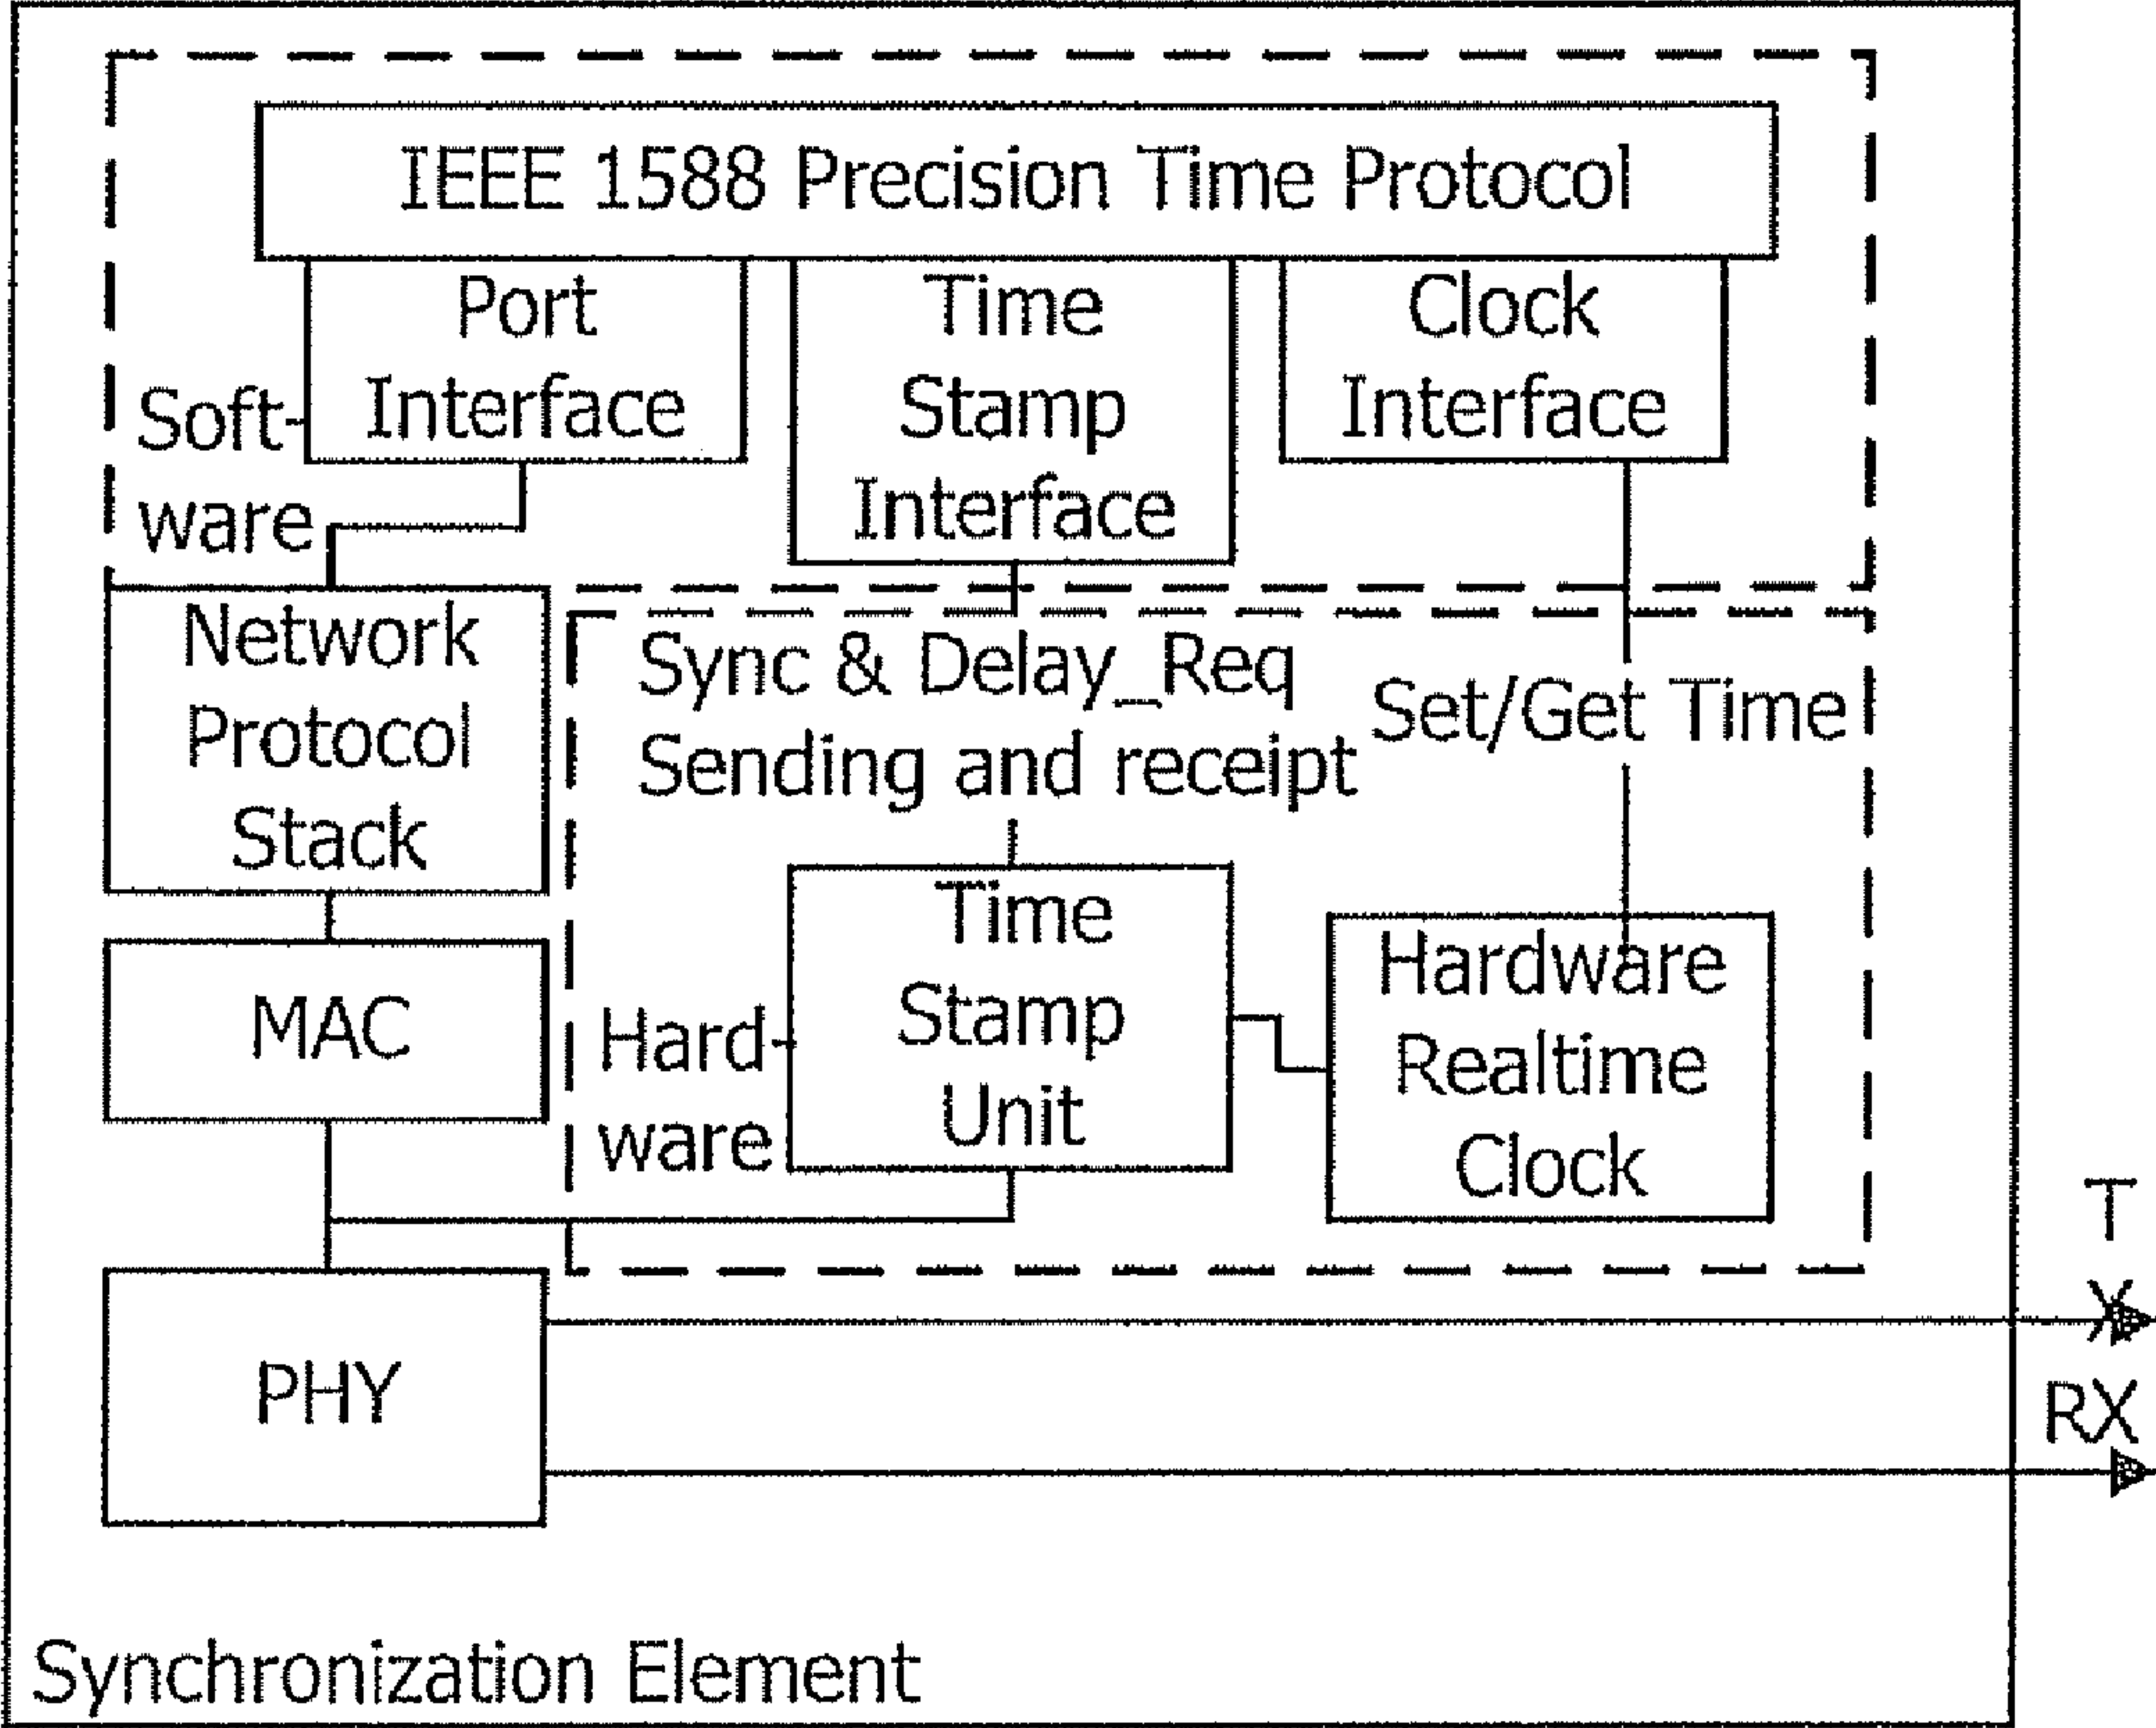 IEEE 1588 Precision Time Protocol
Port
Interface
Time
Stamp
Interface
Clock
Interface
Soft-
ware
Network
Protocol
Stack
Sync & Delay_Req
Sending and receipt
Set/Get Time
MAC
Hard-
ware
Time
Stamp
Unit
Hardware
Realtime
Clock
T
X
RX
PHY
Synchronization Element